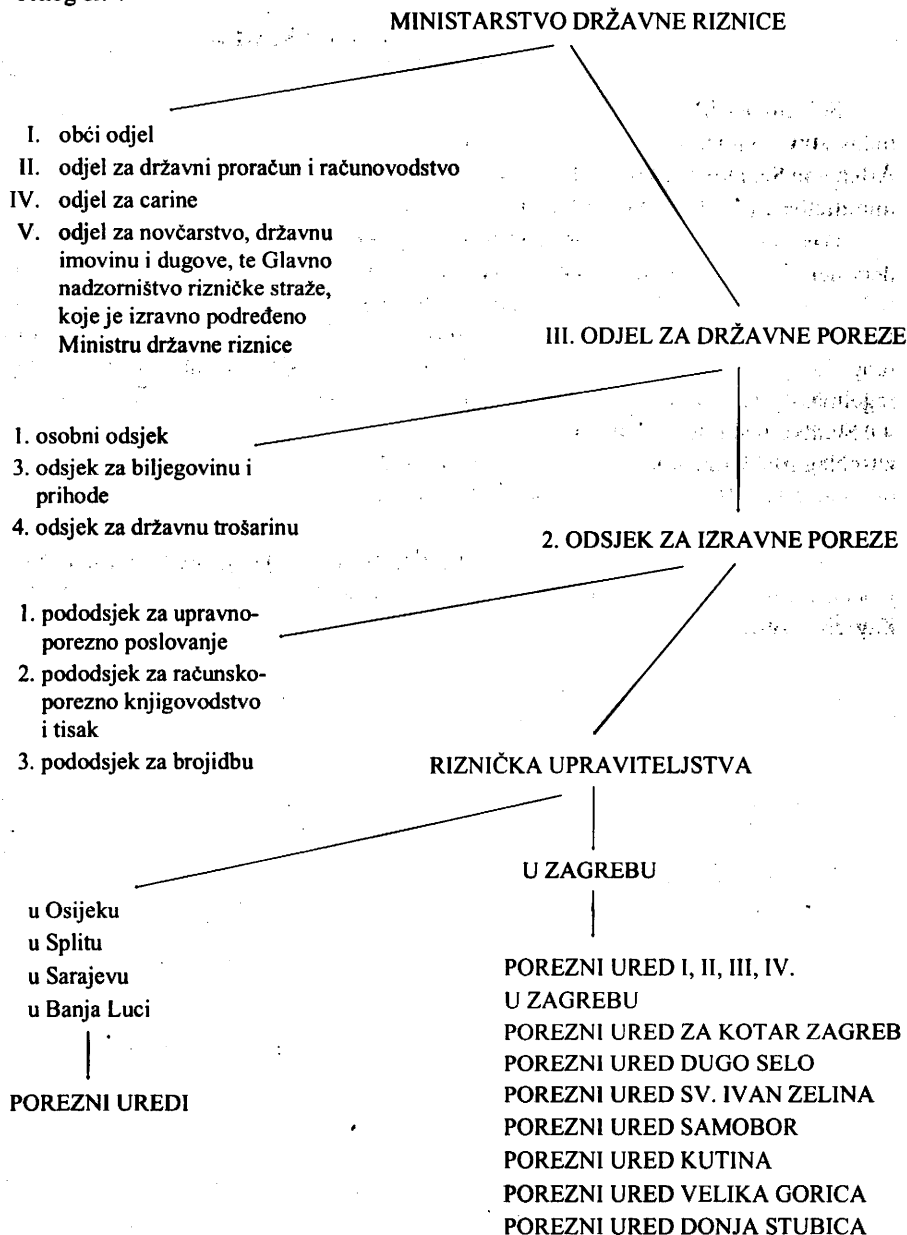 MINISTARSTVO DRŽAVNE RIZNICE
I. obći odjel
II. odjel za državni proračun i računovodstvo
IV. odjel za carine
V. odjel za novčarstvo, državnu
imovinu i dugove, te Glavno
nadzorništvo rizničke straže,
koje je izravno podređeno
Ministru državne riznice
III. ODJEL ZA DRŽAVNE POREZE
1. osobni odsjek
3. odsjek za biljegovinu i
prihode
4. odsjek za državnu trošarinu
2. ODSJEK ZA IZRAVNE POREZE
1. pododsjek za upravno-
porezno poslovanje
2. pododsjek za računsko-
porezno knjigovodstvo
i tisak
3. pododsjek za brojidbu
RIZNIČKA UPRAVITELJSTVA
U ZAGREBU
u Osijeku
u Splitu
u Sarajevu
u Banja Luci
POREZNI UREDI
POREZNI URED I, II, III, IV.
U ZAGREBU
POREZNI URED ZA KOTAR ZAGREB
POREZNI URED DUGO SELO
POREZNI URED SV. IVAN ZELINA
POREZNI URED SAMOBOR
POREZNI URED KUTINA
POREZNI URED VELIKA GORICA
POREZNI URED DONJA STUBICA